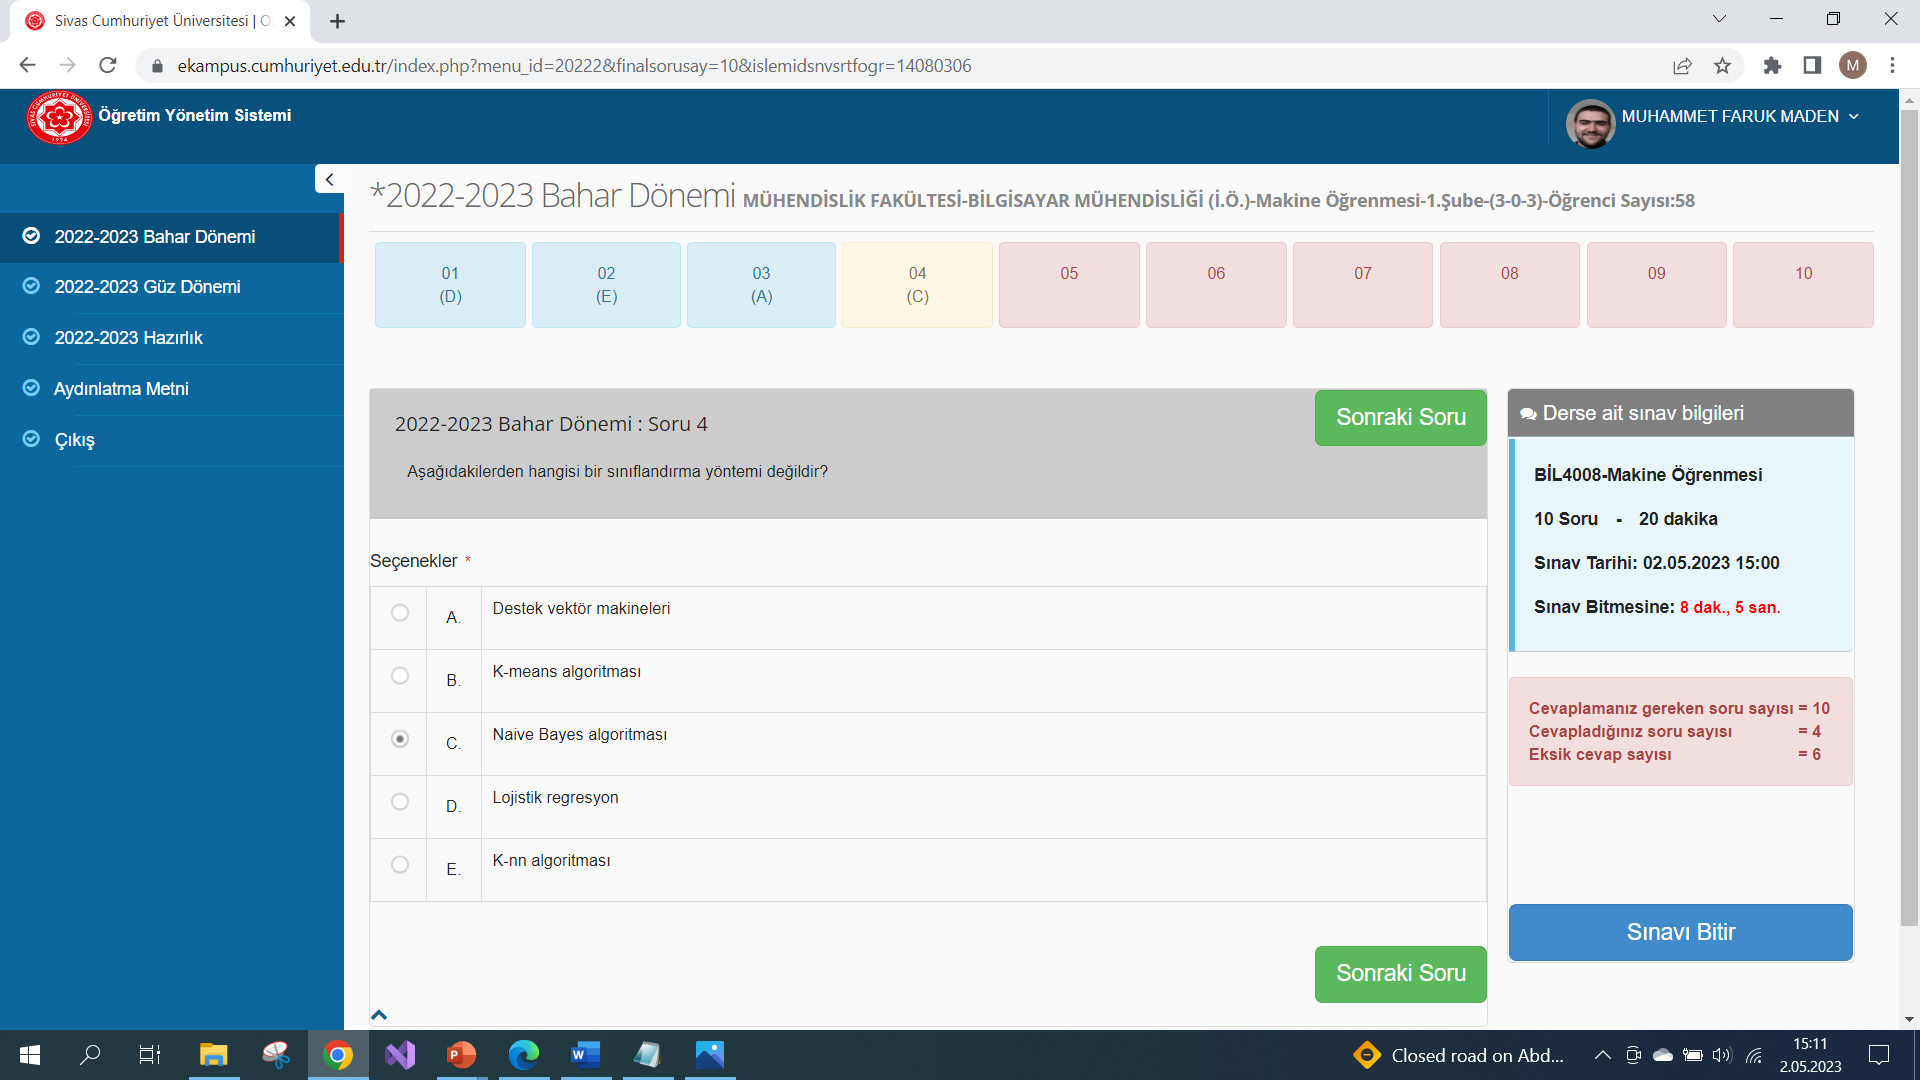 Sivas Cumhuriyet Üniversitesi | O
ekampus.cumhuriyet.edu.tr/index.php?menu_id=20222&finalsorusay=10&islemidsnvsrtfogr=14080306
M
Öğretim Yönetim Sistemi
MUHAMMET FARUK MADEN
2022-2023 Bahar Dönemi
2022-2023 Güz Dönemi
2022-2023 Hazırlık
Aydınlatma Metni
Çıkış
*2022-2023 Bahar Dönemi MÜHENDİSLİK FAKÜLTESİ-BİLGİSAYAR MÜHENDİSLİĞİ (İ.Ö.)-Makine Öğrenmesi-1.Şube-(3-0-3)-Öğrenci Sayısı:58
01 02 03 04 05 06 07 08 09 10
(D) (E) (A) (C)
2022-2023 Bahar Dönemi : Soru 4
Sonraki Soru
Aşağıdakilerden hangisi bir sınıflandırma yöntemi değildir?
Seçenekler *
A. Destek vektör makineleri
B. K-means algoritması
C. Naive Bayes algoritması
D. Lojistik regresyon
E. K-nn algoritması
Sonraki Soru
Derse ait sınav bilgileri
BİL4008-Makine Öğrenmesi
10 Soru - 20 dakika
Sınav Tarihi: 02.05.2023 15:00
Sınav Bitmesine: 8 dak., 5 san.
Cevaplamanız gereken soru sayısı = 10
Cevapladığınız soru sayısı = 4
Eksik cevap sayısı = 6
Sınavı Bitir
Closed road on Abd...
15:11
2.05.2023